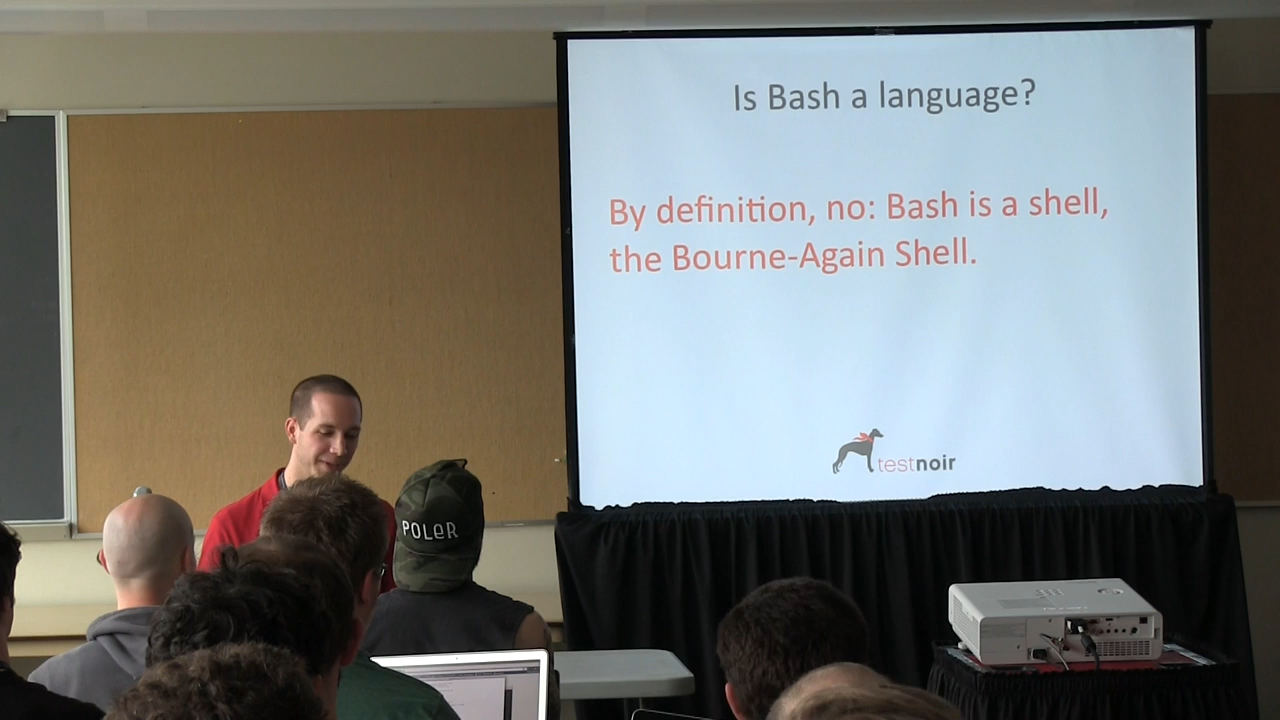 Is Bash a language?
By definition, no: Bash is a shell,
the Bourne-Again Shell.
testnoir
POLeR